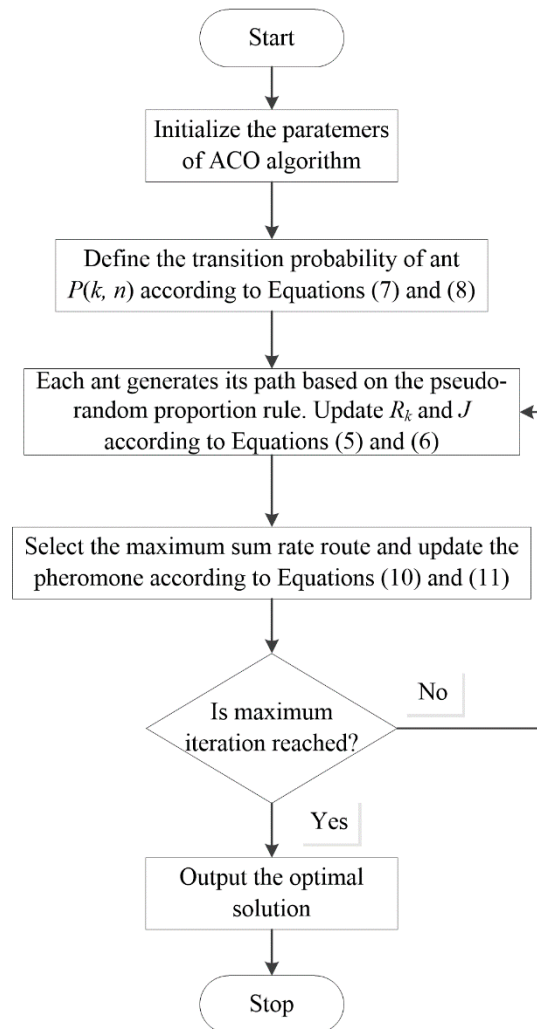 Start
Initialize the paratemers
of ACO algorithm
Define the transition probability of ant
P(k, n) according to Equations (7) and (8)
Each ant generates its path based on the pseudo-
random proportion rule. Update Rk and J
according to Equations (5) and (6)
Select the maximum sum rate route and update the
pheromone according to Equations (10) and (11)
Is maximum
iteration reached?
No
Yes
Output the optimal
solution
Stop